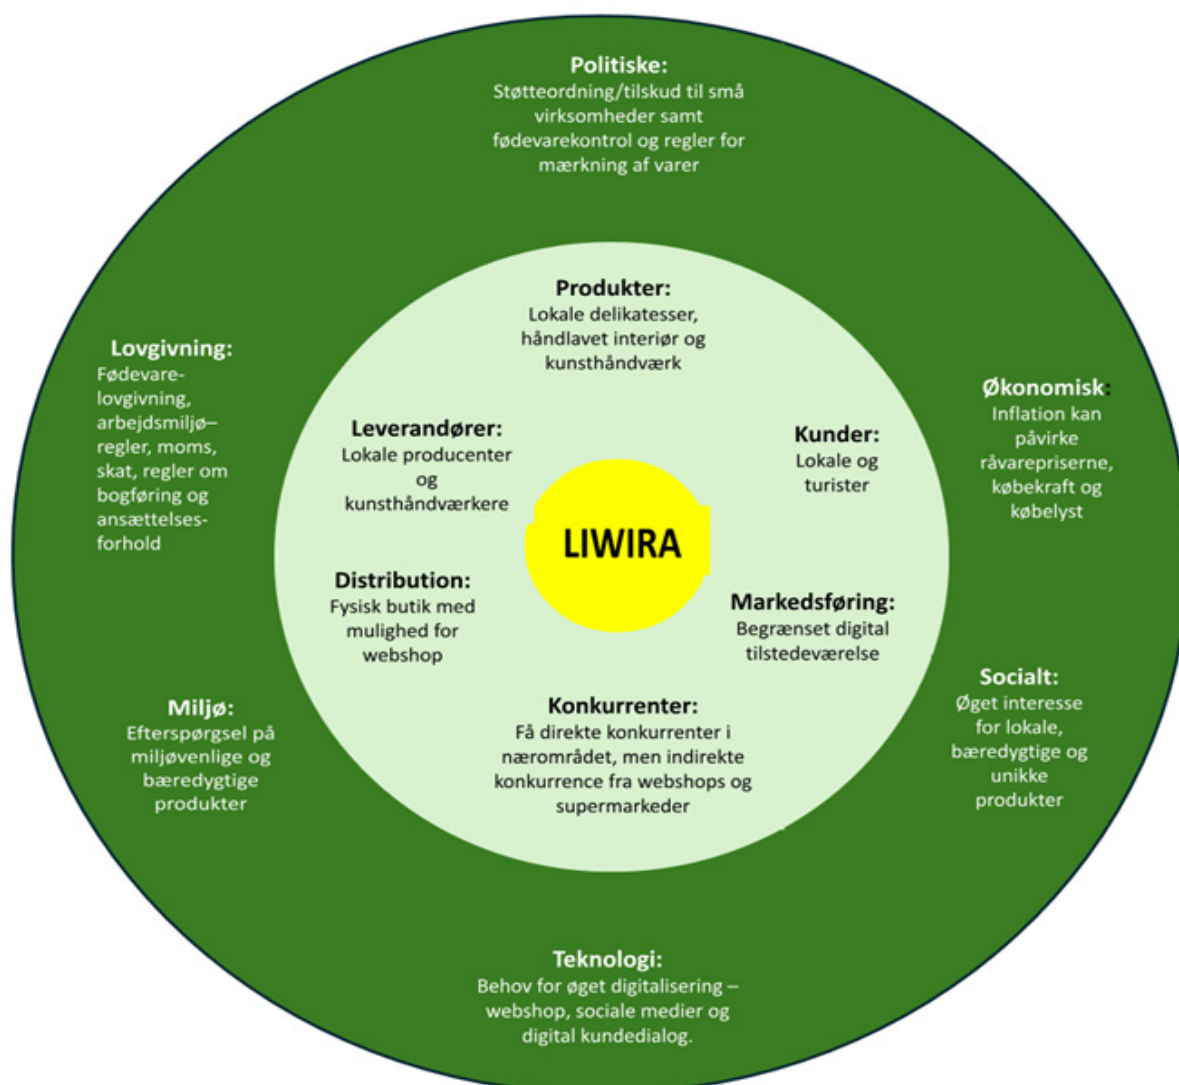 Politiske:
Støtteordning/tilskud til små
virksomheder samt
fødevarekontrol og regler for
mærkning af varer
Produkter:
Lokale delikatesser,
håndlavet interiør og
kunsthåndværk
Lovgivning:
Fødevare-
lovgivning,
arbejdsmiljø–
regler, moms,
skat, regler om
bogføring og
ansættelses-
forhold
Leverandører:
Lokale producenter
og
kunsthåndværkere
Kunder:
Lokale og
turister
Økonomisk:
Inflation kan
påvirke
råvarepriserne,
købekraft og
købelyst
LIWIRA
Distribution:
Fysisk butik med
mulighed for
webshop
Markedsføring:
Begrænset digital
tilstedeværelse
Miljø:
Efterspørgsel på
miljøvenlige og
bæredygtige
produkter
Konkurrenter:
Få direkte konkurrenter i
nærområdet, men indirekte
konkurrence fra webshops og
supermarkeder
Socialt:
Øget interesse
for lokale,
bæredygtige og
unikke
produkter
Teknologi:
Behov for øget digitalisering –
webshop, sociale medier og
digital kundedialog.